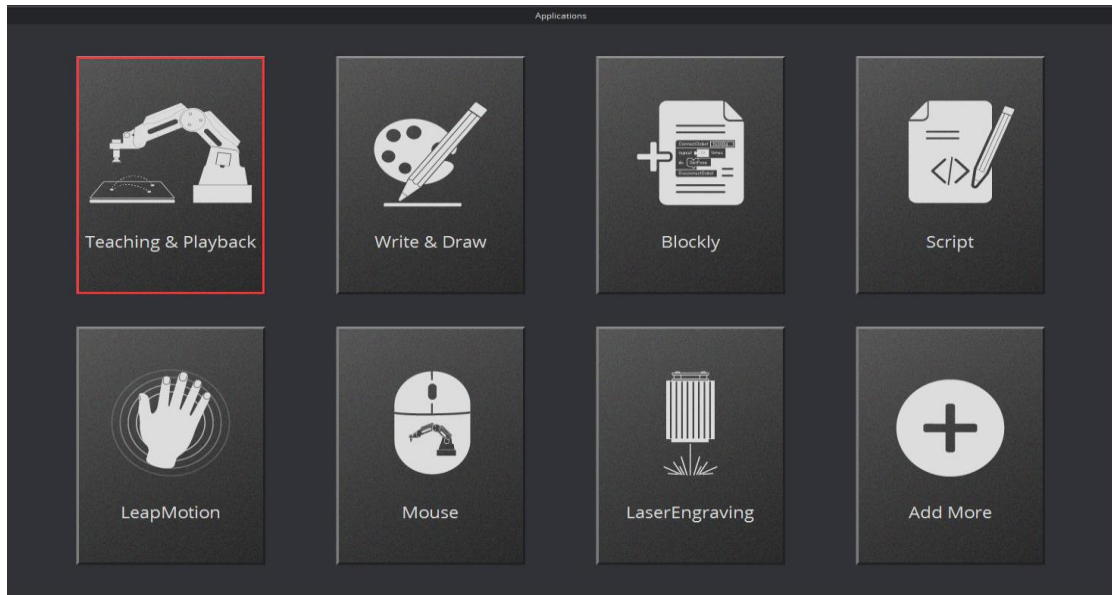 Applications
Teaching & Playback
Write & Draw
Blockly
Script
LeapMotion
Mouse
LaserEngraving
Add More